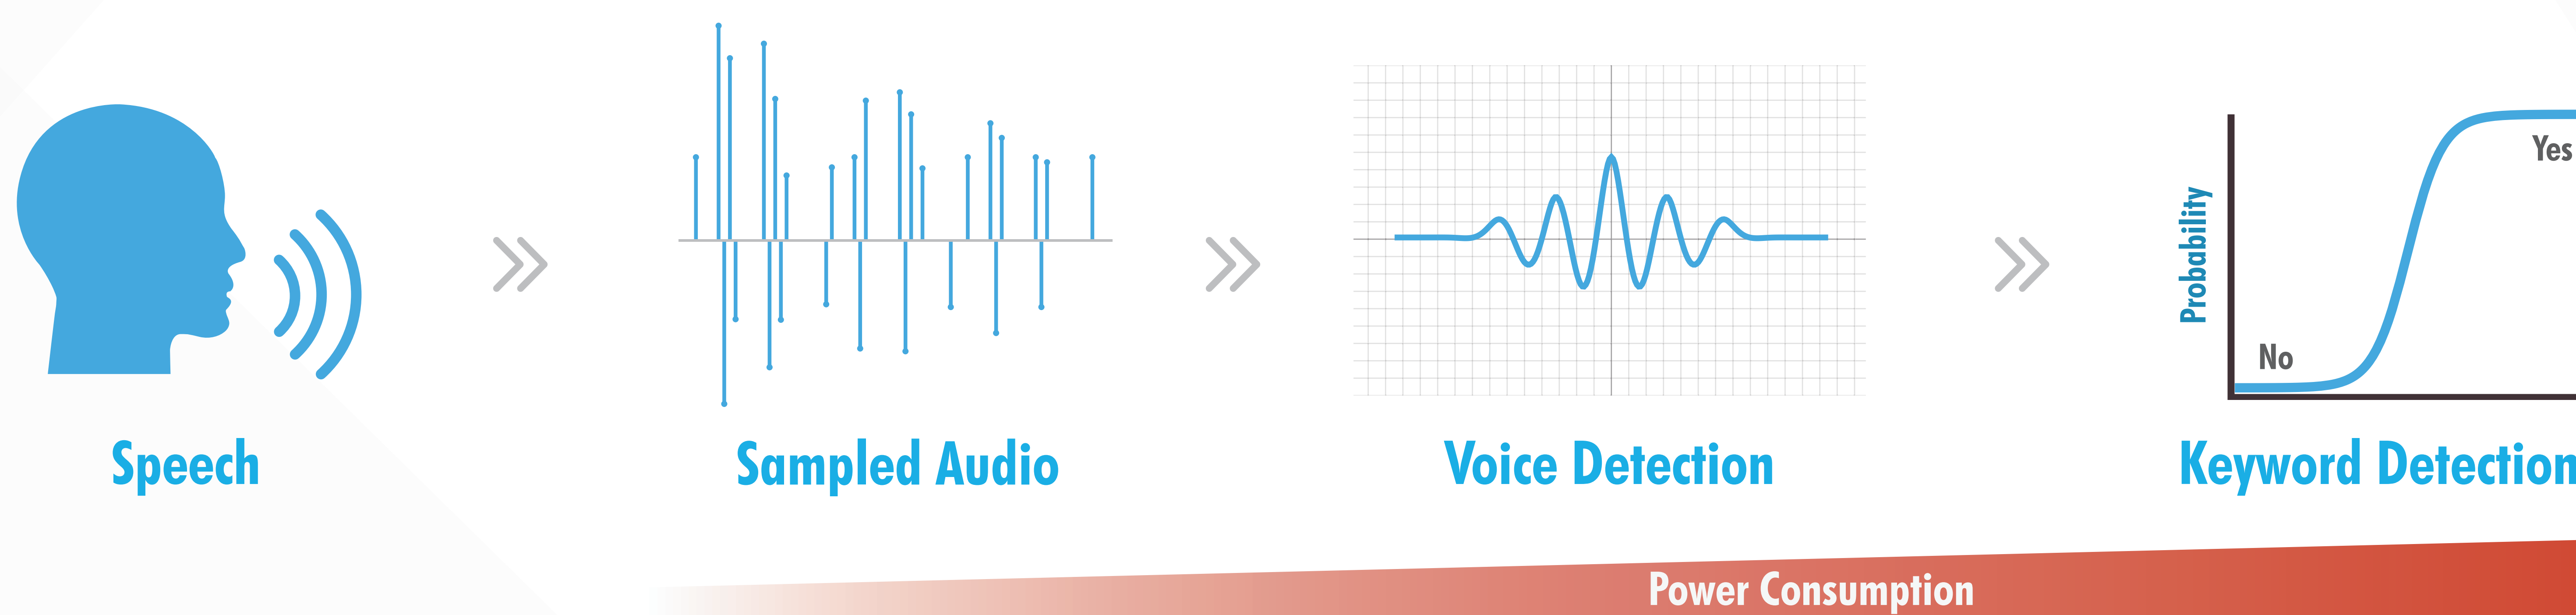 Speech
Sampled Audio
Voice Detection
Probability
Yes
No
Keyword Detection
Power Consumption